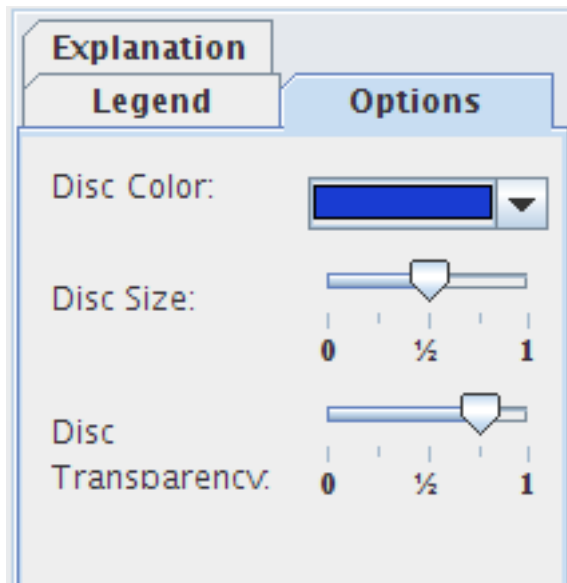 Explanation
Legend Options
Disc Color:
Disc Size:
0 ½ 1
Disc
Transparency:
0 ½ 1